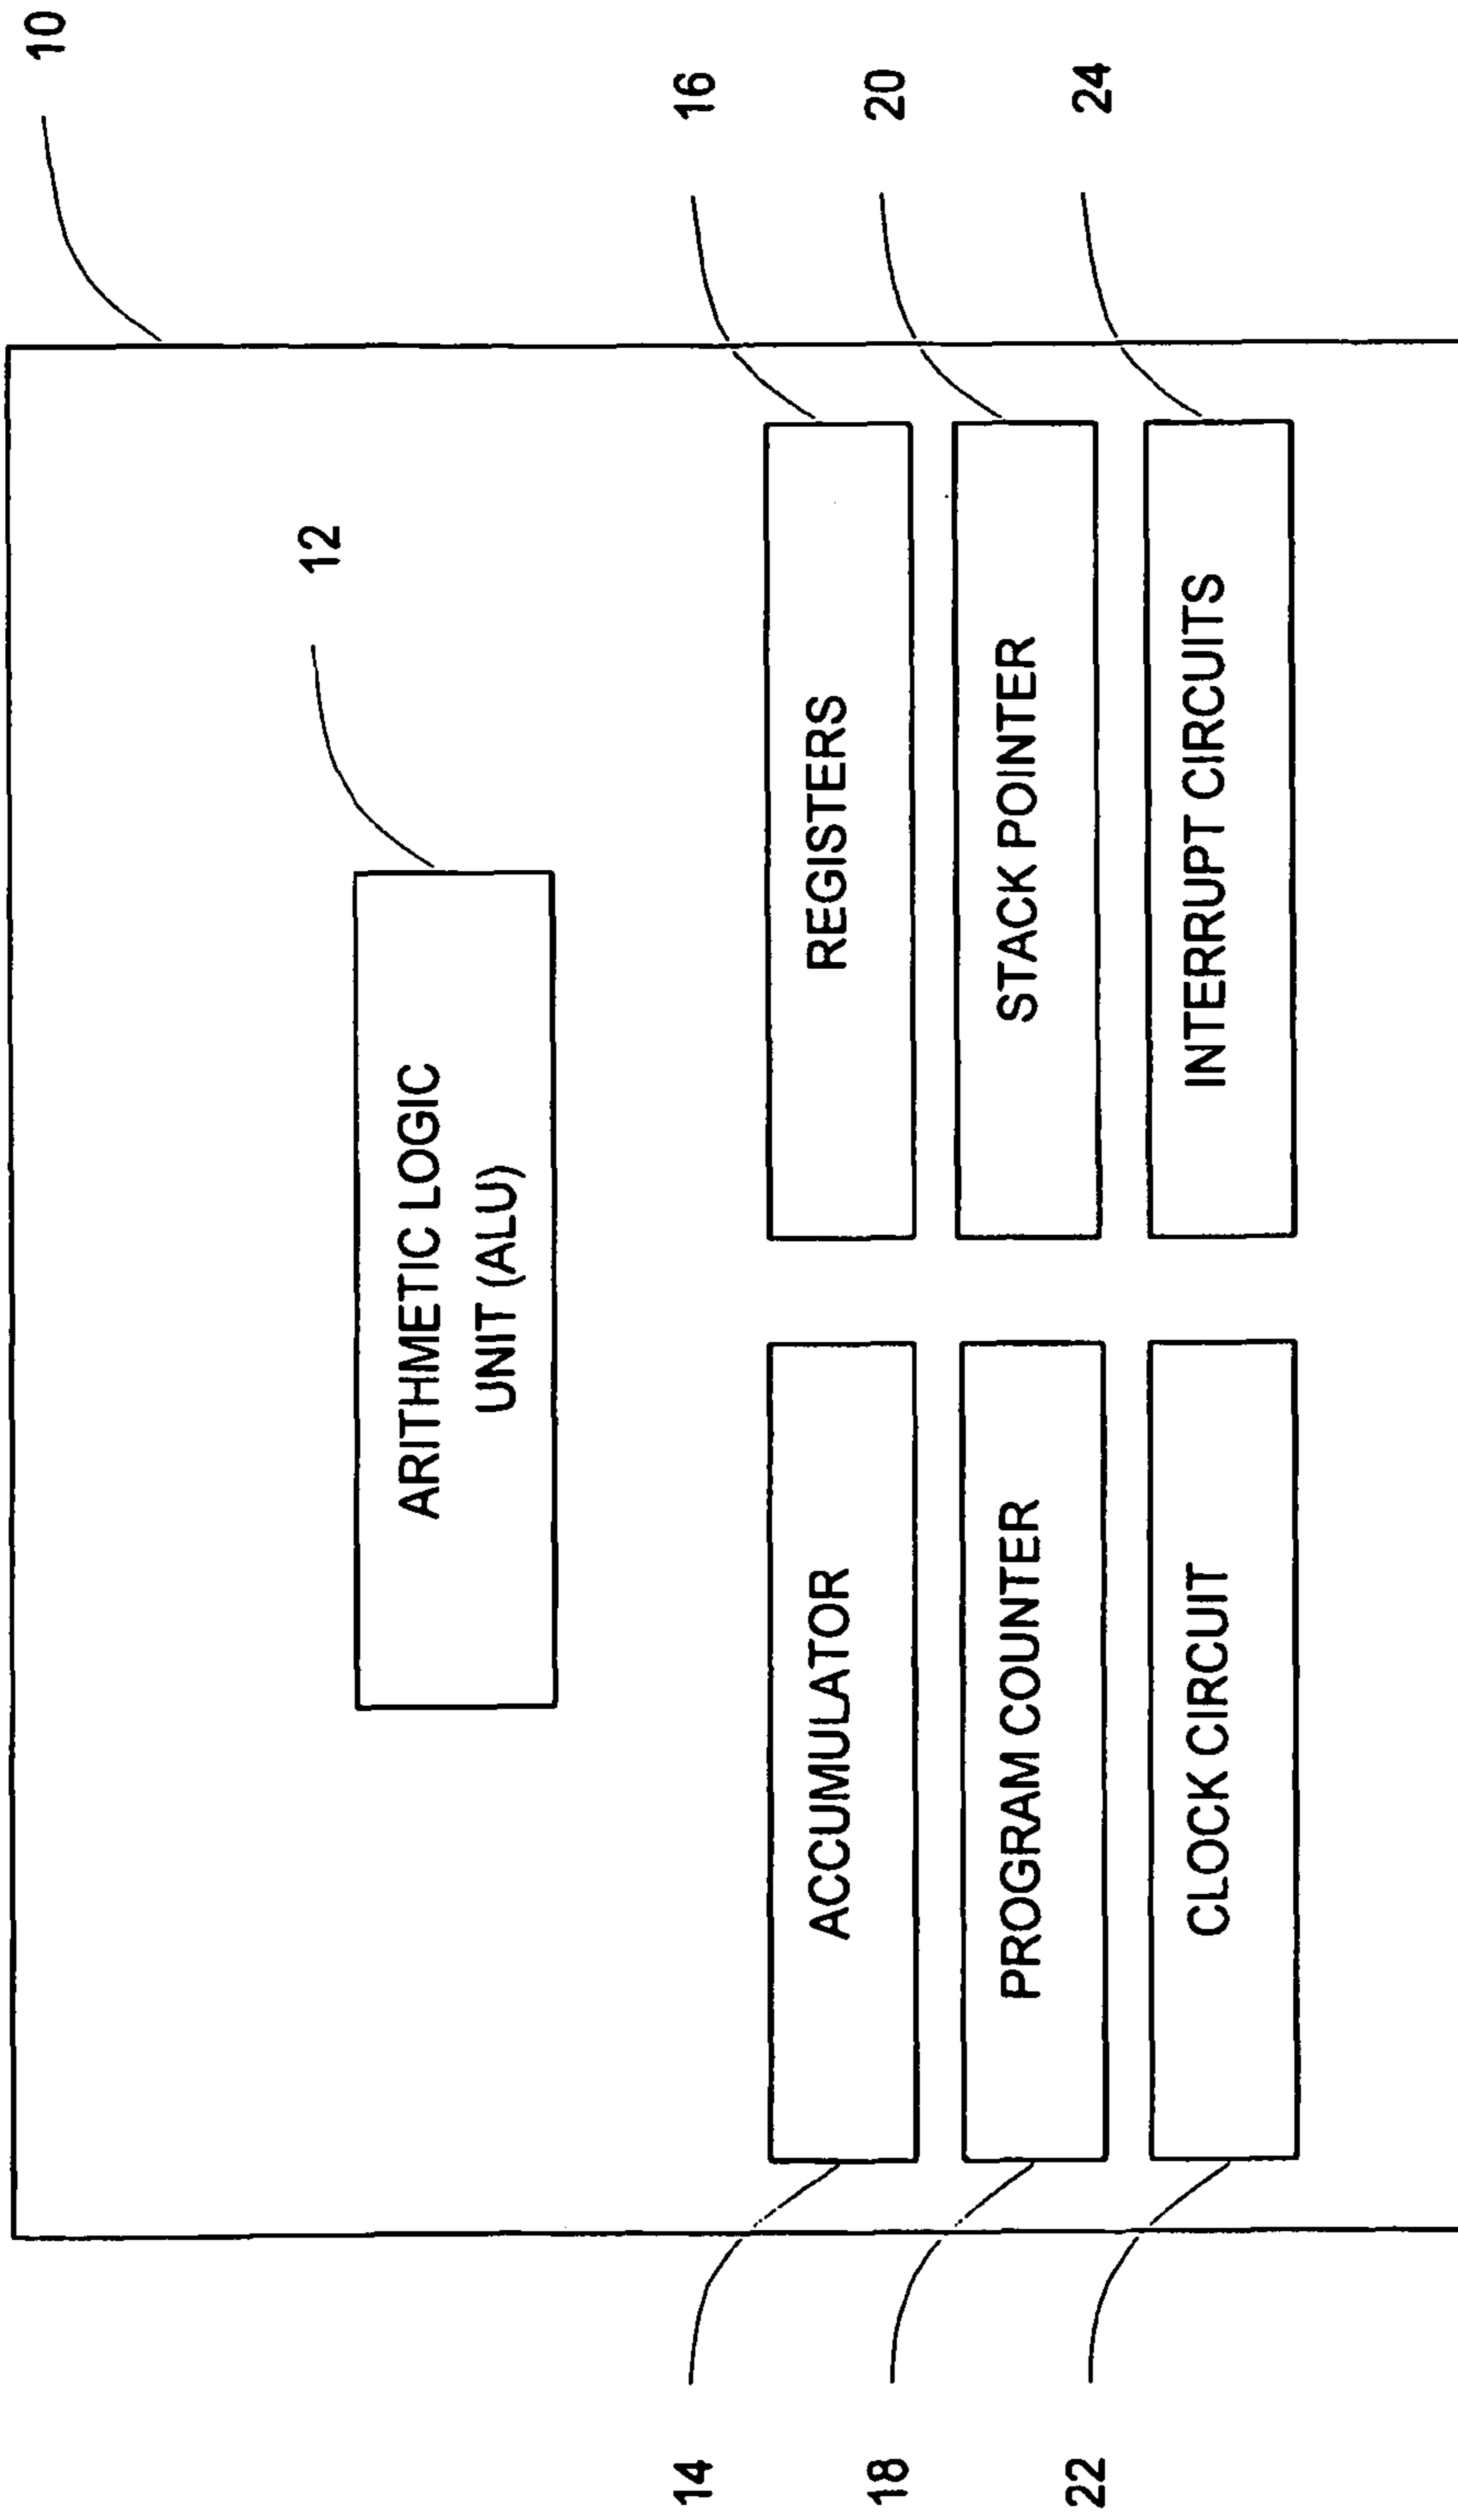 10
12
ARITHMETIC LOGIC
UNIT (ALU)
14
ACCUMULATOR
REGISTERS
16
18
PROGRAM COUNTER
STACK POINTER
20
22
CLOCK CIRCUIT
INTERRUPT CIRCUITS
24